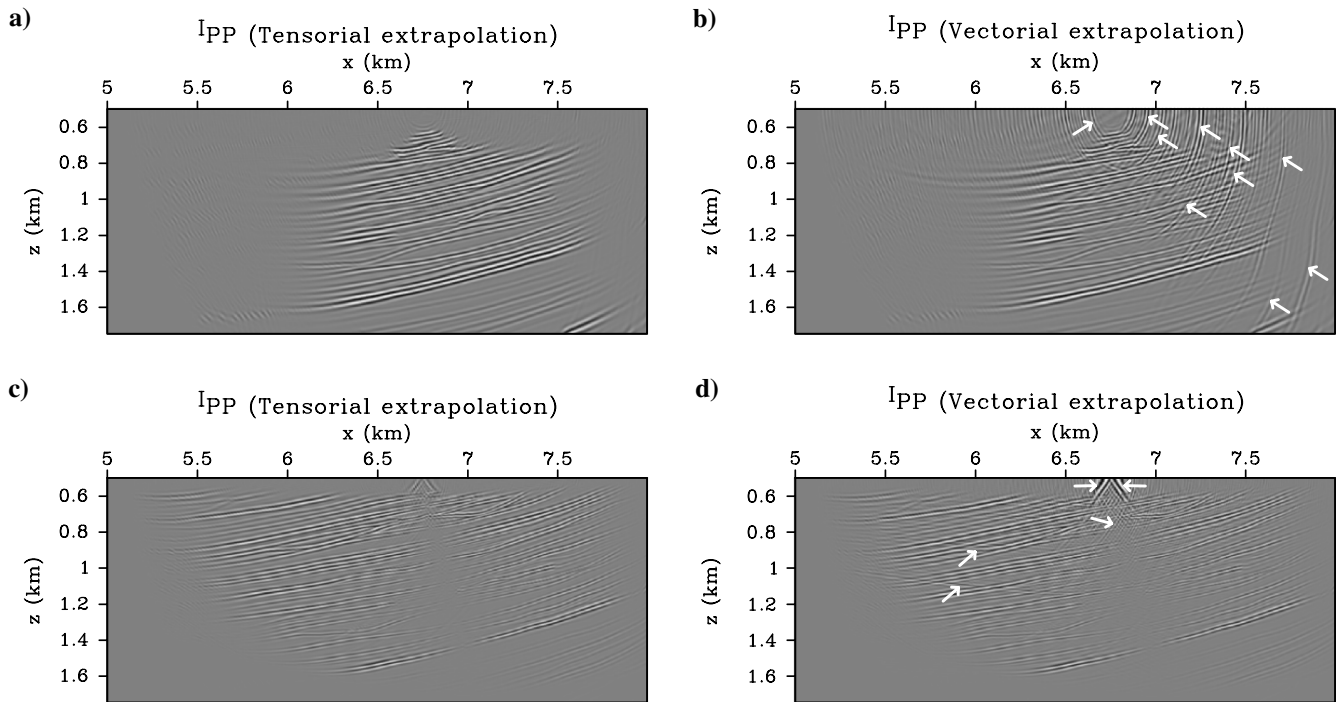 a)
IPP (Tensorial extrapolation)
x (km)
5 5.5 6 6.5 7 7.5
z (km)
0.6
0.8
1
1.2
1.4
1.6
b)
IPP (Vectorial extrapolation)
x (km)
5 5.5 6 6.5 7 7.5
z (km)
0.6
0.8
1
1.2
1.4
1.6
c)
IPP (Tensorial extrapolation)
x (km)
5 5.5 6 6.5 7 7.5
z (km)
0.6
0.8
1
1.2
1.4
1.6
d)
IPP (Vectorial extrapolation)
x (km)
5 5.5 6 6.5 7 7.5
z (km)
0.6
0.8
1
1.2
1.4
1.6